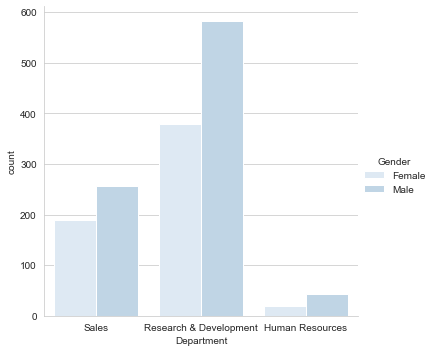 600
500
400
300
200
100
0
count
Sales
Research & Development
Human Resources
Department
Gender
Female
Male